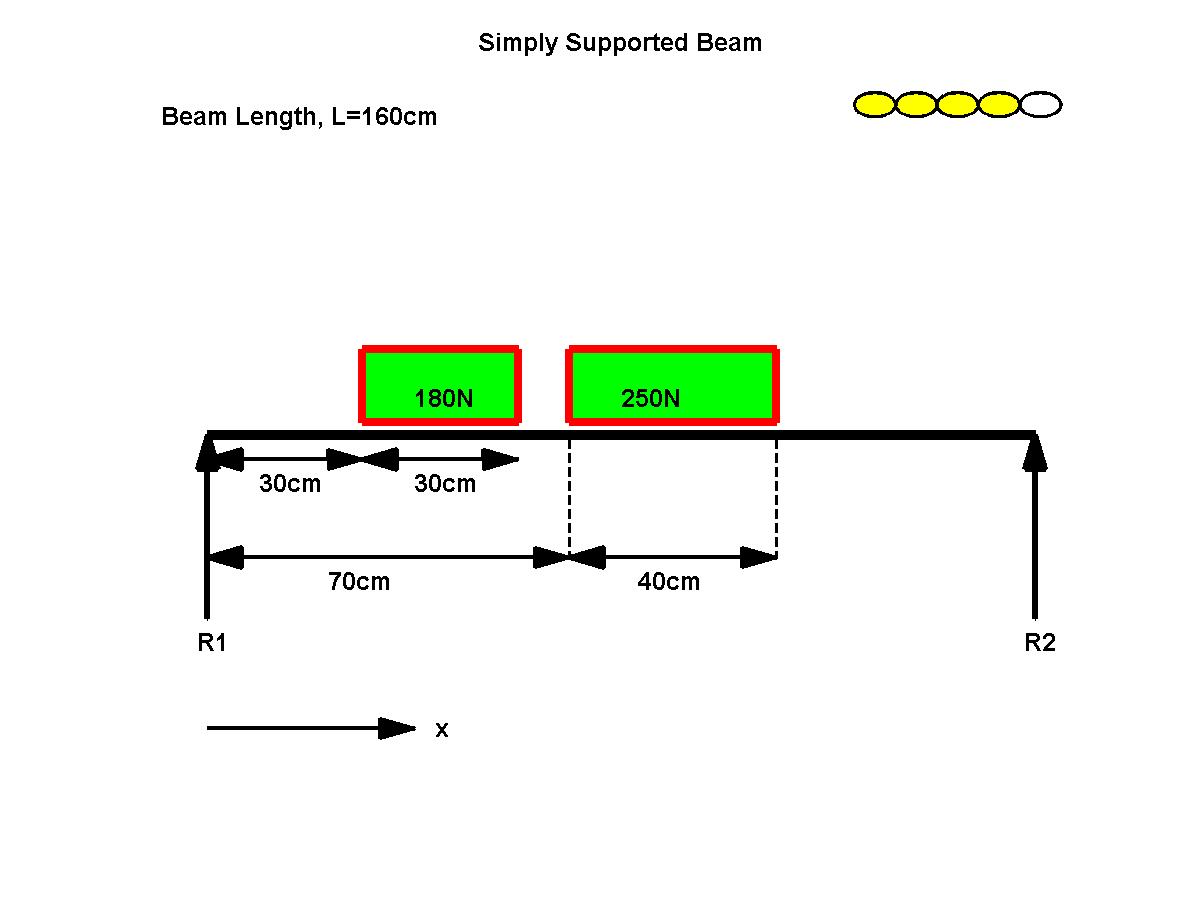 Simply Supported Beam
Beam Length, L=160cm
180N
250N
30cm
30cm
70cm
40cm
R1
R2
x